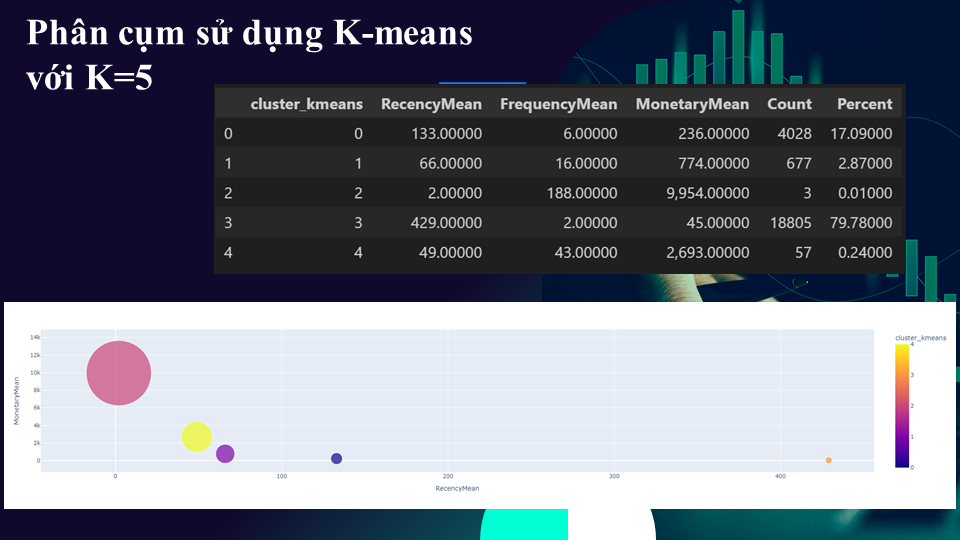 Phân cụm sử dụng K-means
với K=5
cluster_kmeans RecencyMean FrequencyMean MonetaryMean Count Percent
0 0 133.00000 6.00000 236.00000 4028 17.09000
1 1 66.00000 16.00000 774.00000 677 2.87000
2 2 2.00000 188.00000 9,954.00000 3 0.01000
3 3 429.00000 2.00000 45.00000 18805 79.78000
4 4 49.00000 43.00000 2,693.00000 57 0.24000
MonetaryMean
14k
12k
10k
8k
6k
4k
2k
0
0 100 200 300 400
RecencyMean
cluster_kmeans
4
3
2
1
0